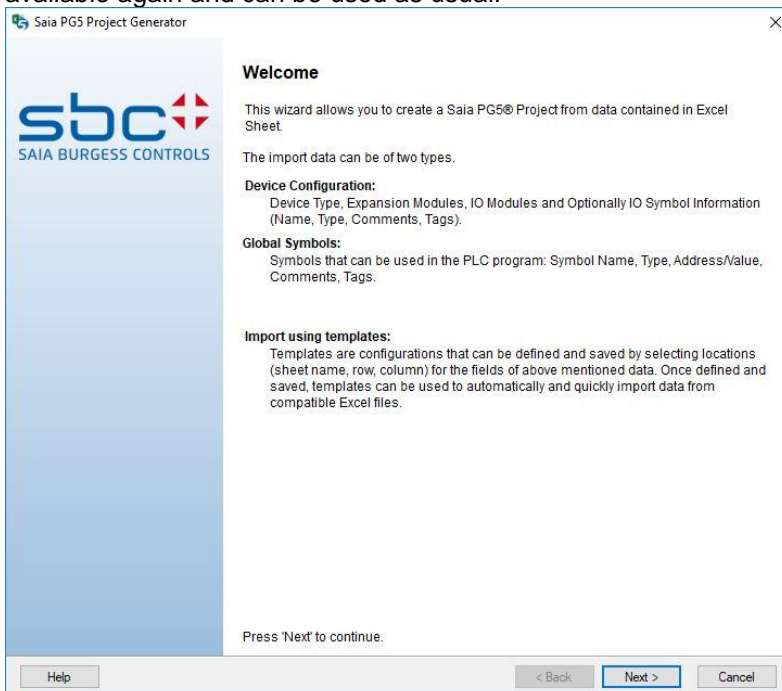 available again and can be used as usual.
Saia PG5 Project Generator
sbc
SAIA BURGESS CONTROLS
Welcome
This wizard allows you to create a Saia PG5® Project from data contained in Excel
Sheet.
The import data can be of two types.
Device Configuration:
Device Type, Expansion Modules, IO Modules and Optionally IO Symbol Information
(Name, Type, Comments, Tags).
Global Symbols:
Symbols that can be used in the PLC program: Symbol Name, Type, Address/Value,
Comments, Tags.
Import using templates:
Templates are configurations that can be defined and saved by selecting locations
(sheet name, row, column) for the fields of above mentioned data. Once defined and
saved, templates can be used to automatically and quickly import data from
compatible Excel files.
Press 'Next' to continue.
Help
< Back
Next >
Cancel